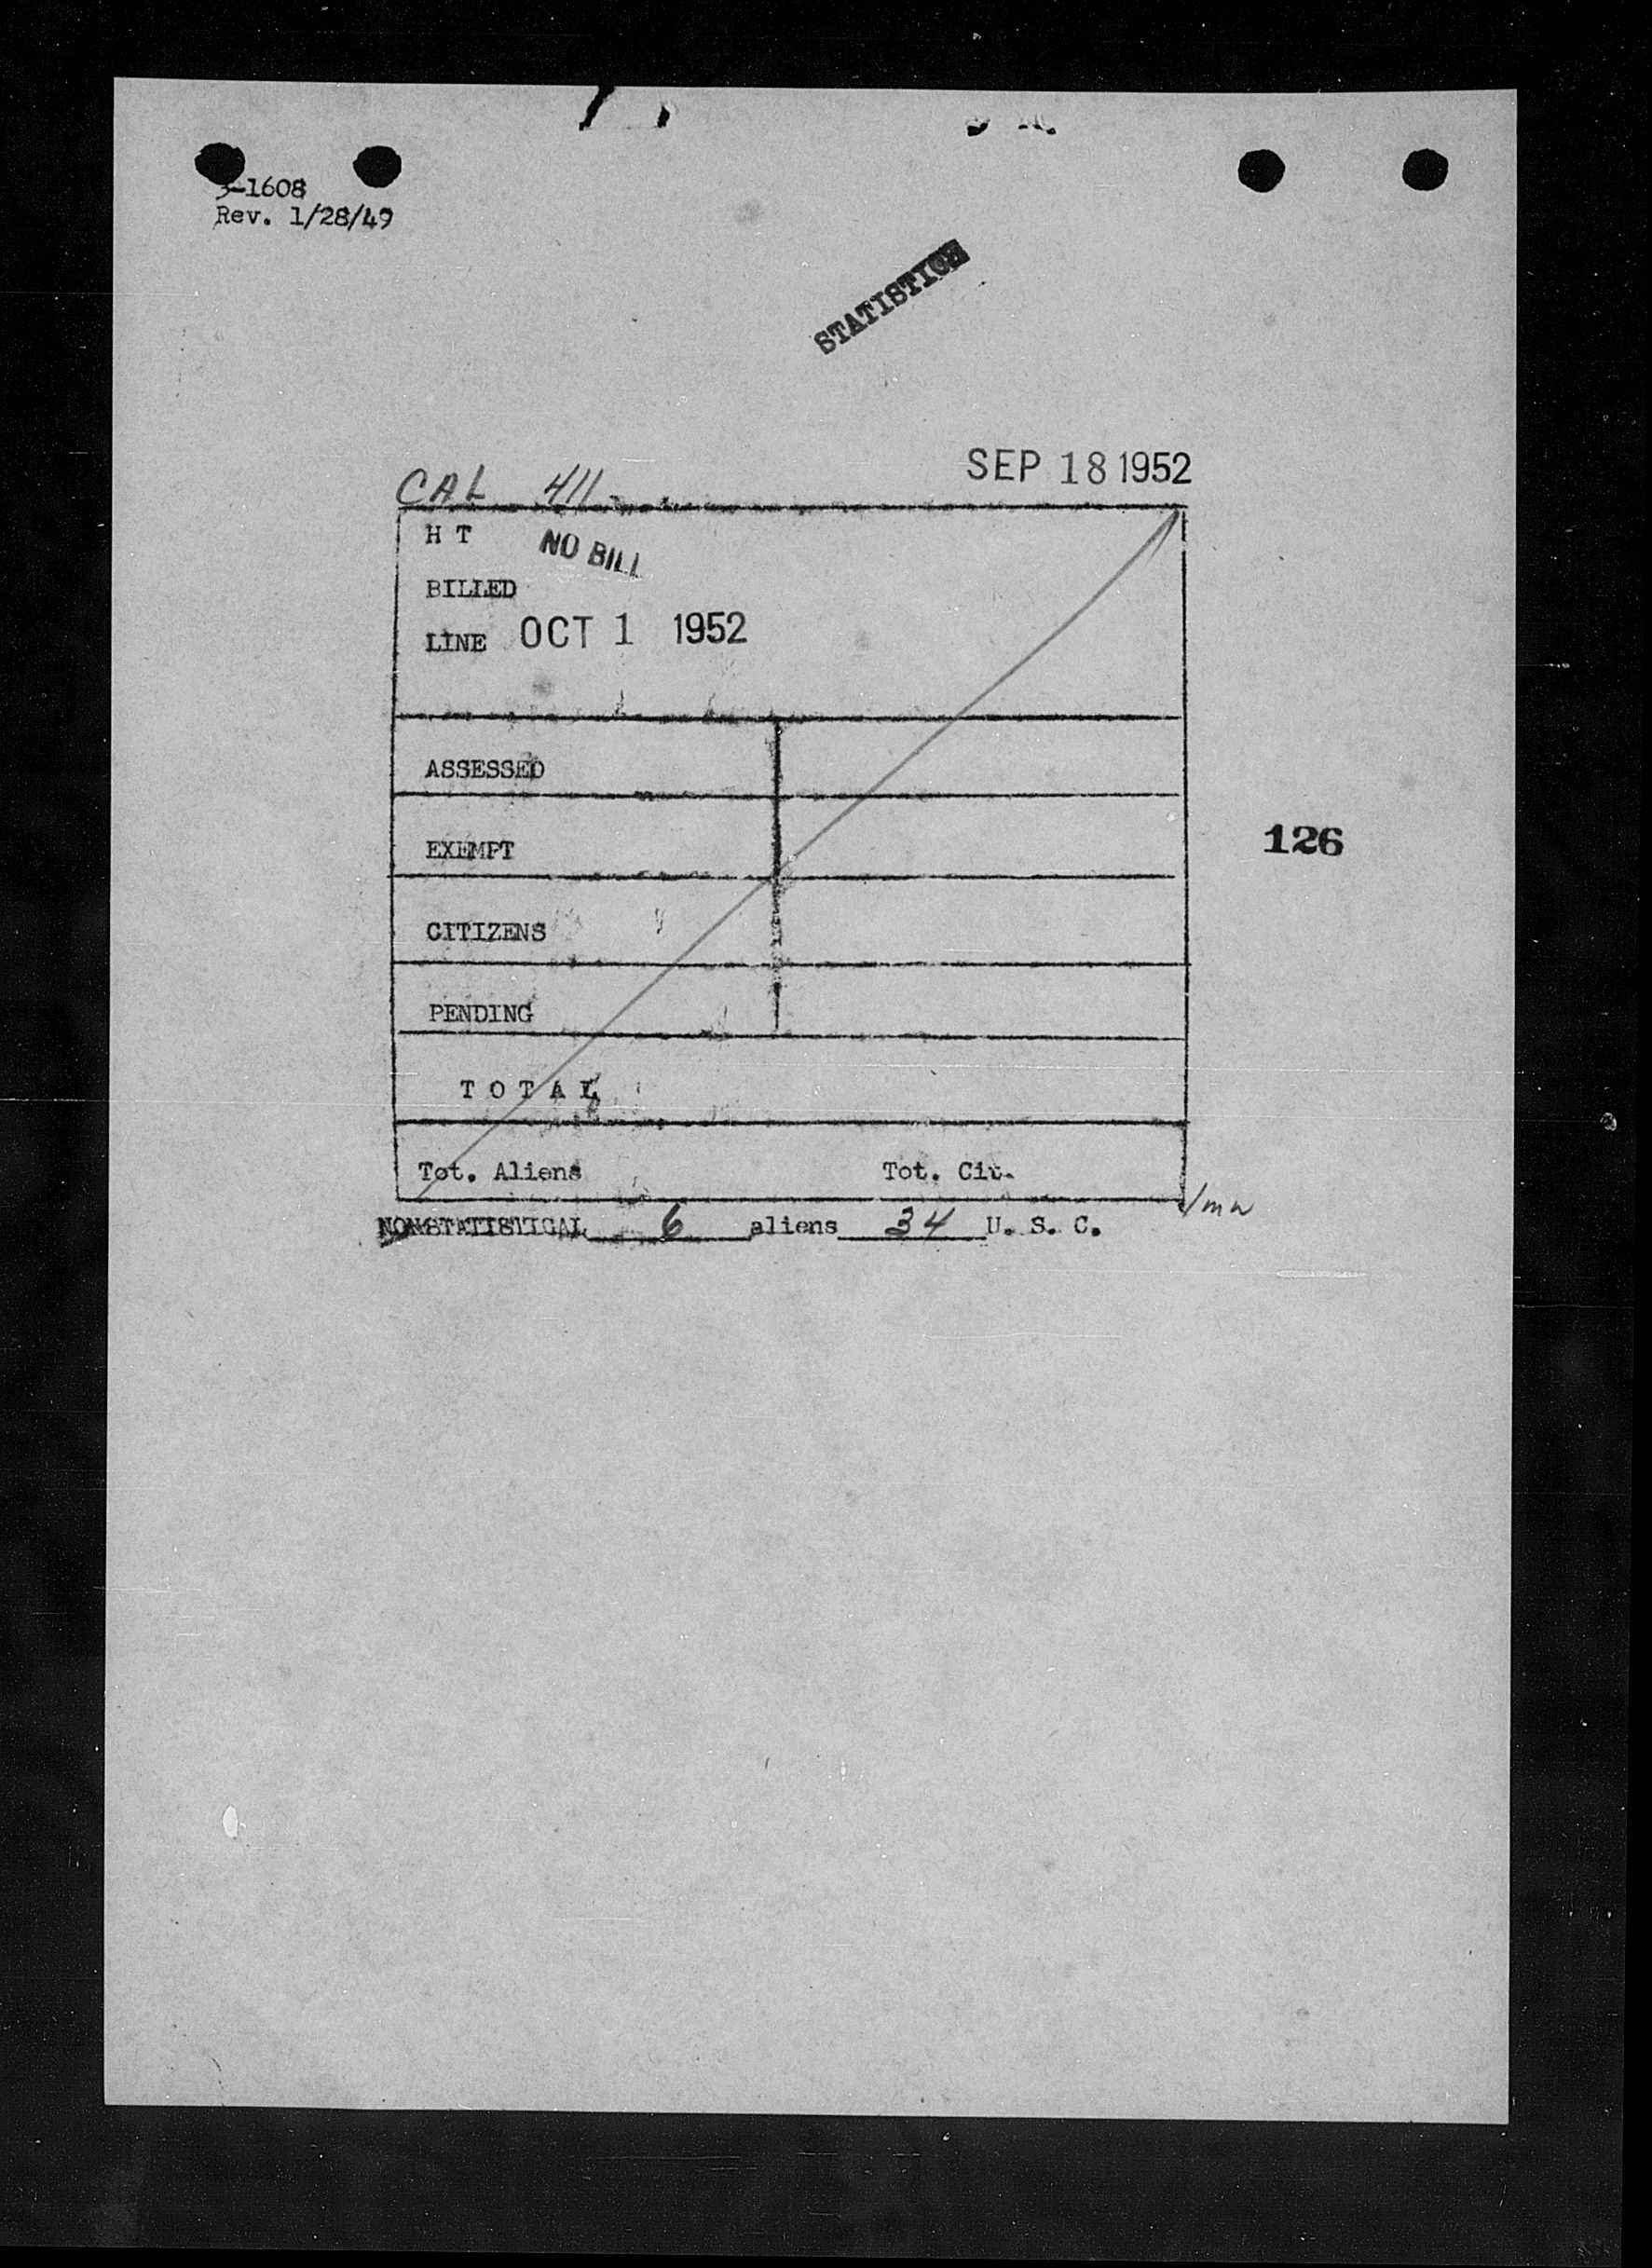 3-1608
Rev. 1/28/49
STATISTICS
SEP 18 1952
CAL 411
H T
NO BILL
BILLED
LINE OCT 1 1952
ASSESSED
EXEMPT
126
CITIZENS
PENDING
T O T A L
Tot. Aliens Tot. Cit.
NONSTATISTICAL 6 aliens 34 U. S. C.